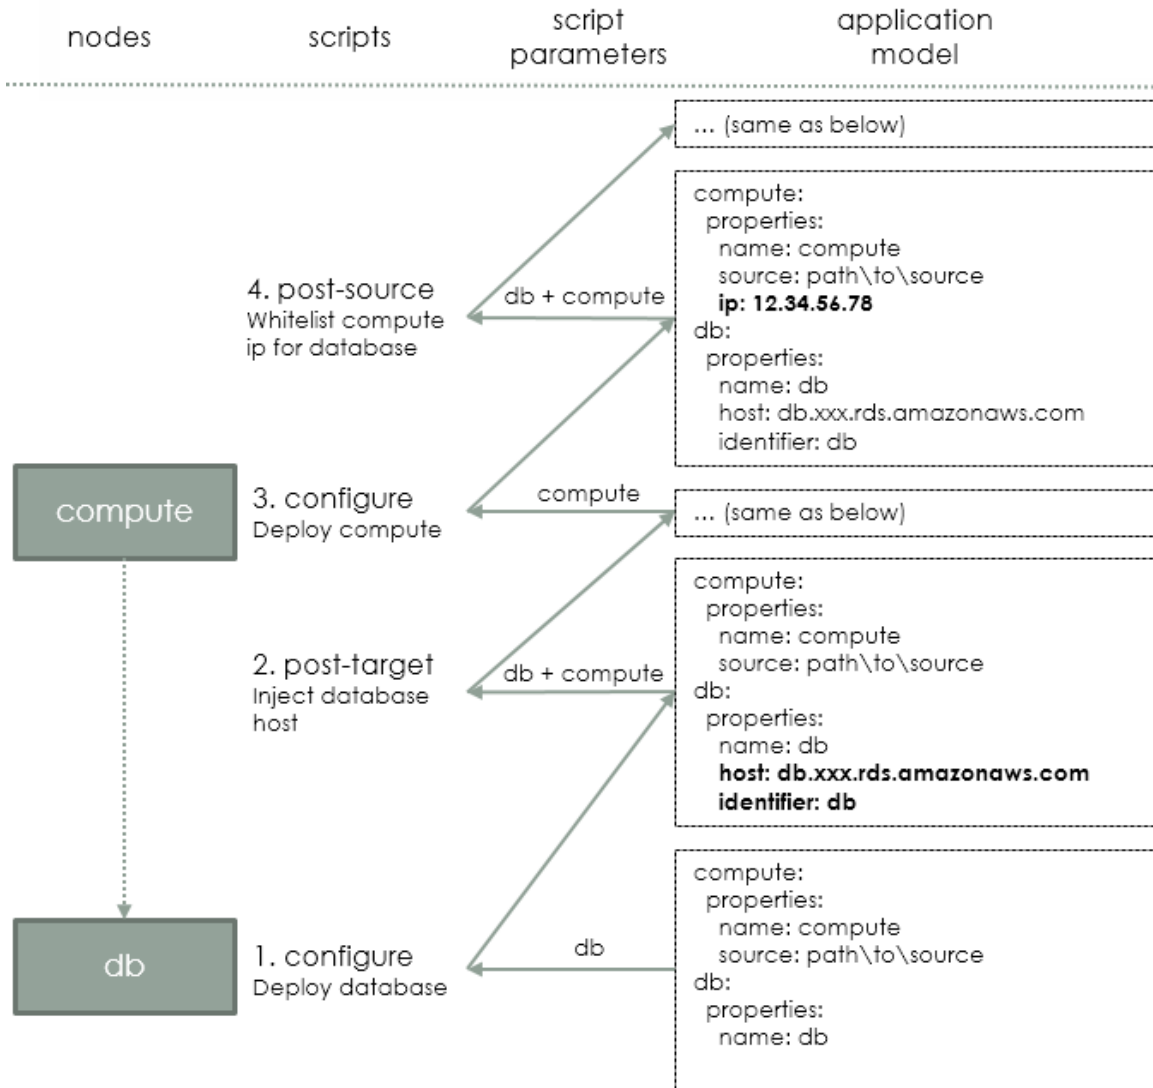 nodes
scripts
script
parameters
application
model
... (same as below)
compute:
properties:
name: compute
source: path\to\source
ip: 12.34.56.78
db:
properties:
name: db
host: db.xxx.rds.amazonaws.com
identifier: db
4. post-source
Whitelist compute
ip for database
db + compute
compute
3. configure
Deploy compute
compute
... (same as below)
compute:
properties:
name: compute
source: path\to\source
db:
properties:
name: db
host: db.xxx.rds.amazonaws.com
identifier: db
2. post-target
Inject database
host
db + compute
compute:
properties:
name: compute
source: path\to\source
db:
properties:
name: db
db
1. configure
Deploy database
db